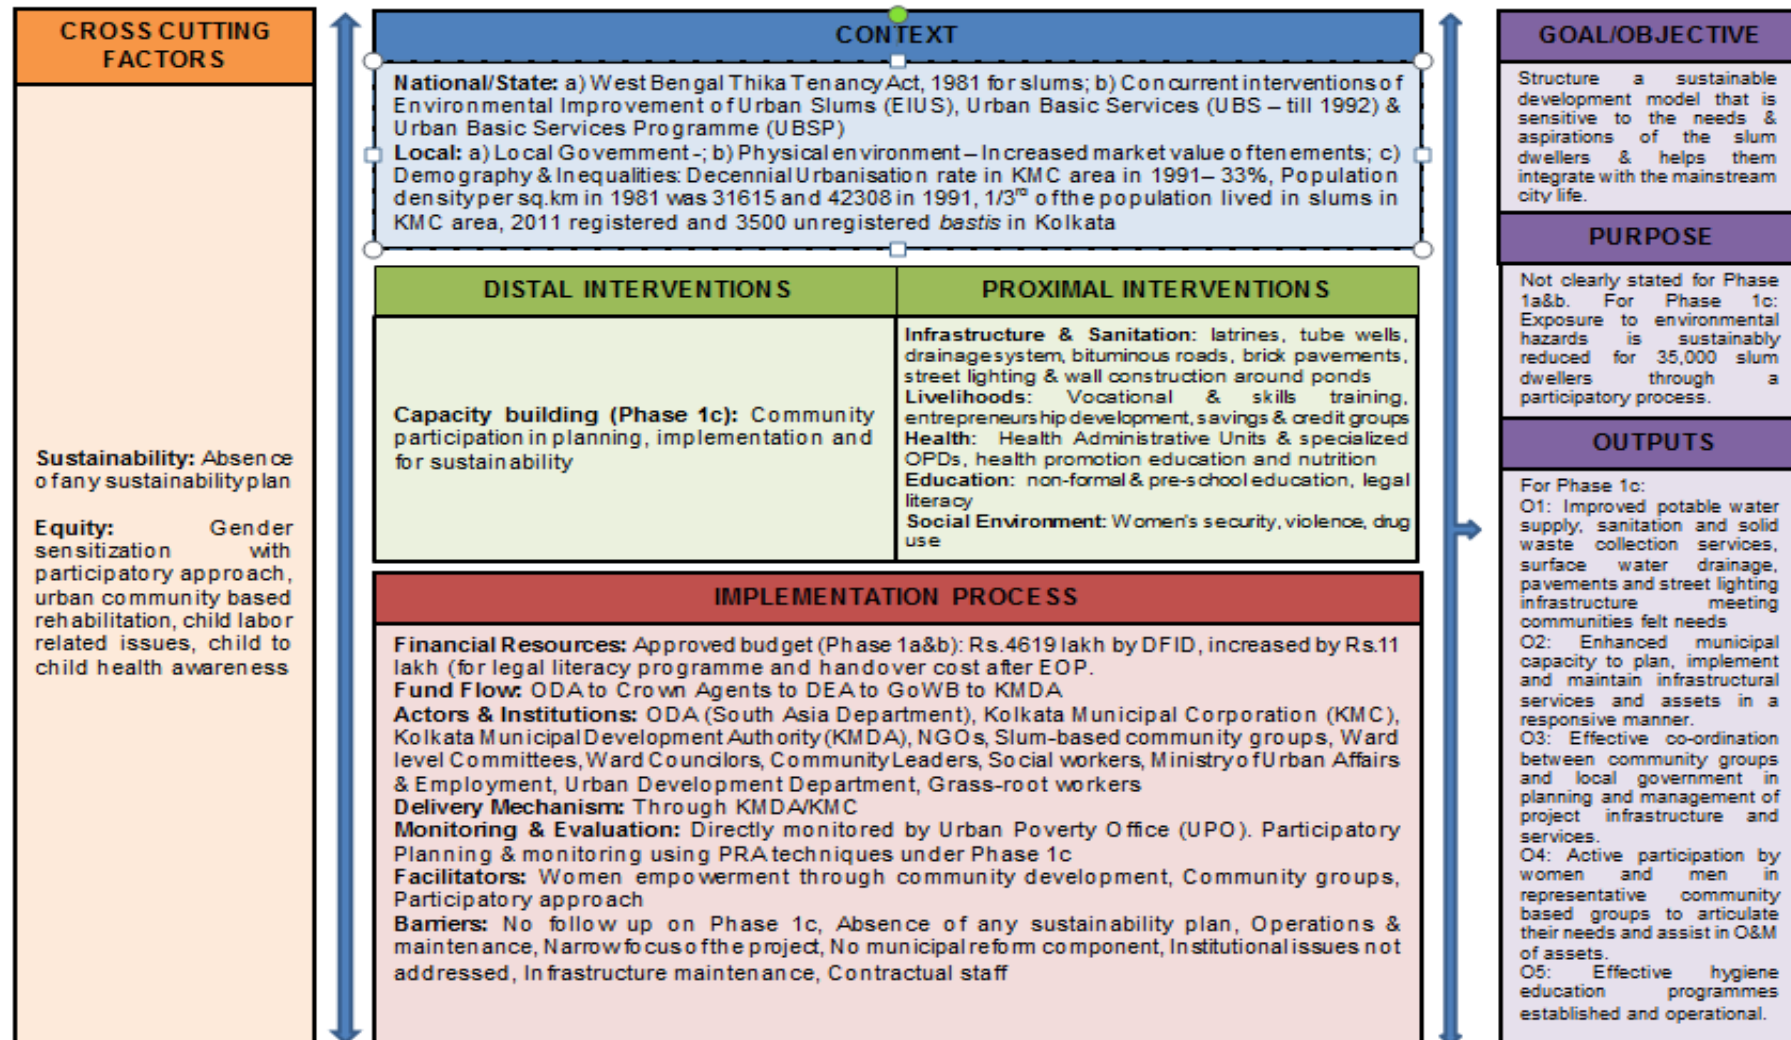 CROSS CUTTING
FACTORS
Sustainability: Absence
of any sustainability plan
Equity: Gender
sensitization with
participatory approach,
urban community based
rehabilitation, child labor
related issues, child to
child health awareness
CONTEXT
National/State: a) West Bengal Thika Tenancy Act, 1981 for slums; b) Concurrent interventions of
Environmental Improvement of Urban Slums (EIUS), Urban Basic Services (UBS – till 1992) &
Urban Basic Services Programme (UBSP)
Local: a) Local Government -; b) Physical environment – Increased market value of tenements; c)
Demography & Inequalities: Decennial Urbanisation rate in KMC area in 1991– 33%, Population
density per sq.km in 1981 was 31615 and 42308 in 1991, 1/3rd of the population lived in slums in
KMC area, 2011 registered and 3500 unregistered bastis in Kolkata
DISTAL INTERVENTIONS
Capacity building (Phase 1c): Community
participation in planning, implementation and
for sustainability
PROXIMAL INTERVENTIONS
Infrastructure & Sanitation: latrines, tube wells,
drainage system, bituminous roads, brick pavements,
street lighting & wall construction around ponds
Livelihoods: Vocational & skills training,
entrepreneurship development, savings & credit groups
Health: Health Administrative Units & specialized
OPDs, health promotion education and nutrition
Education: non-formal & pre-school education, legal
literacy
Social Environment: Women's security, violence, drug
use
IMPLEMENTATION PROCESS
Financial Resources: Approved budget (Phase 1a&b): Rs.4619 lakh by DFID, increased by Rs.11
lakh (for legal literacy programme and handover cost after EOP.
Fund Flow: ODA to Crown Agents to DEA to GoWB to KMDA
Actors & Institutions: ODA (South Asia Department), Kolkata Municipal Corporation (KMC),
Kolkata Municipal Development Authority (KMDA), NGOs, Slum-based community groups, Ward
level Committees, Ward Councilors, Community Leaders, Social workers, Ministry of Urban Affairs
& Employment, Urban Development Department, Grass-root workers
Delivery Mechanism: Through KMDA/KMC
Monitoring & Evaluation: Directly monitored by Urban Poverty Office (UPO). Participatory
Planning & monitoring using PRA techniques under Phase 1c
Facilitators: Women empowerment through community development, Community groups,
Participatory approach
Barriers: No follow up on Phase 1c, Absence of any sustainability plan, Operations &
maintenance, Narrow focus of the project, No municipal reform component, Institutional issues not
addressed, Infrastructure maintenance, Contractual staff
GOAL/OBJECTIVE
Structure a sustainable
development model that is
sensitive to the needs &
aspirations of the slum
dwellers & helps them
integrate with the mainstream
city life.
PURPOSE
Not clearly stated for Phase
1a&b. For Phase 1c:
Exposure to environmental
hazards is sustainably
reduced for 35,000 slum
dwellers through a
participatory process.
OUTPUTS
For Phase 1c:
O1: Improved potable water
supply, sanitation and solid
waste collection services,
surface water drainage,
pavements and street lighting
infrastructure meeting
communities felt needs
O2: Enhanced municipal
capacity to plan, implement
and maintain infrastructural
services and assets in a
responsive manner.
O3: Effective co-ordination
between community groups
and local government in
planning and management of
project infrastructure and
services.
O4: Active participation by
women and men in
representative community
based groups to articulate
their needs and assist in O&M
of assets.
O5: Effective hygiene
education programmes
established and operational.